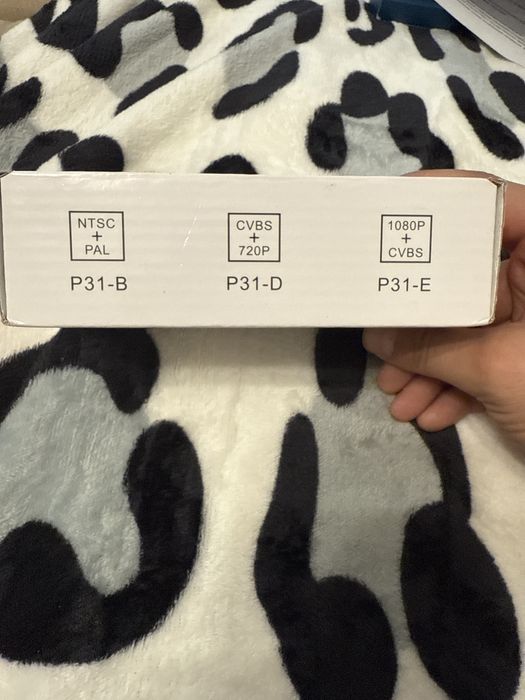 NTSC
+
PAL
P31-B
CVBS
+
720P
P31-D
1080P
+
CVBS
P31-E